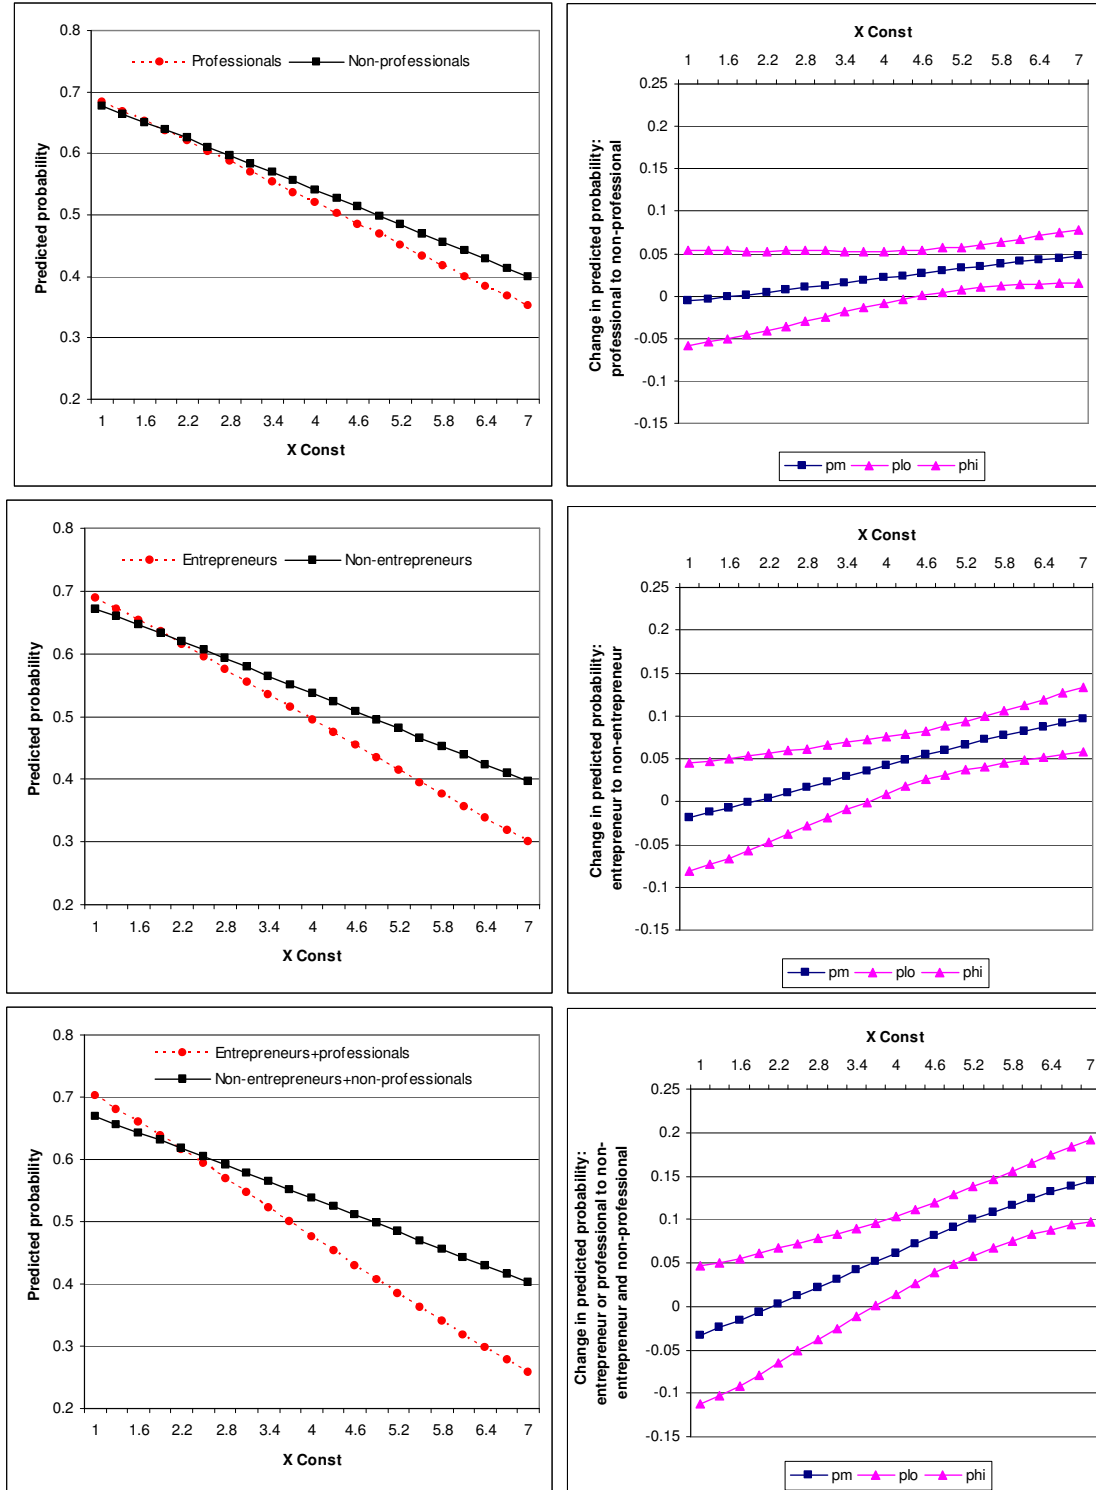 0.8
0.7
0.6
0.5
0.4
0.3
0.2
Predicted probability
Professionals
Non-professionals
1 1.6 2.2 2.8 3.4 4 4.6 5.2 5.8 6.4 7
X Const
X Const
1 1.6 2.2 2.8 3.4 4 4.6 5.2 5.8 6.4 7
0.25
0.2
0.15
0.1
0.05
0
-0.05
-0.1
-0.15
Change in predicted probability:
professional to non-professional
pm plo phi
0.8
0.7
0.6
0.5
0.4
0.3
0.2
Predicted probability
Entrepreneurs
Non-entrepreneurs
1 1.6 2.2 2.8 3.4 4 4.6 5.2 5.8 6.4 7
X Const
X Const
1 1.6 2.2 2.8 3.4 4 4.6 5.2 5.8 6.4 7
0.25
0.2
0.15
0.1
0.05
0
-0.05
-0.1
-0.15
Change in predicted probability:
entrepreneur to non-entrepreneur
pm plo phi
0.8
0.7
0.6
0.5
0.4
0.3
0.2
Predicted probability
Entrepreneurs+professionals
Non-entrepreneurs+non-professionals
1 1.6 2.2 2.8 3.4 4 4.6 5.2 5.8 6.4 7
X Const
X Const
1 1.6 2.2 2.8 3.4 4 4.6 5.2 5.8 6.4 7
0.25
0.2
0.15
0.1
0.05
0
-0.05
-0.1
-0.15
Change in predicted probability:
entrepreneur or professional to non-
entrepreneur and non-professional
pm plo phi